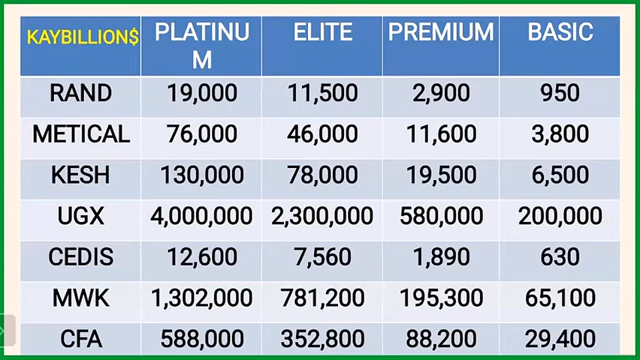 KAYBILLION$ PLATINU
M ELITE PREMIUM BASIC
RAND 19,000 11,500 2,900 950
METICAL 76,000 46,000 11,600 3,800
KESH 130,000 78,000 19,500 6,500
UGX 4,000,000 2,300,000 580,000 200,000
CEDIS 12,600 7,560 1,890 630
MWK 1,302,000 781,200 195,300 65,100
CFA 588,000 352,800 88,200 29,400